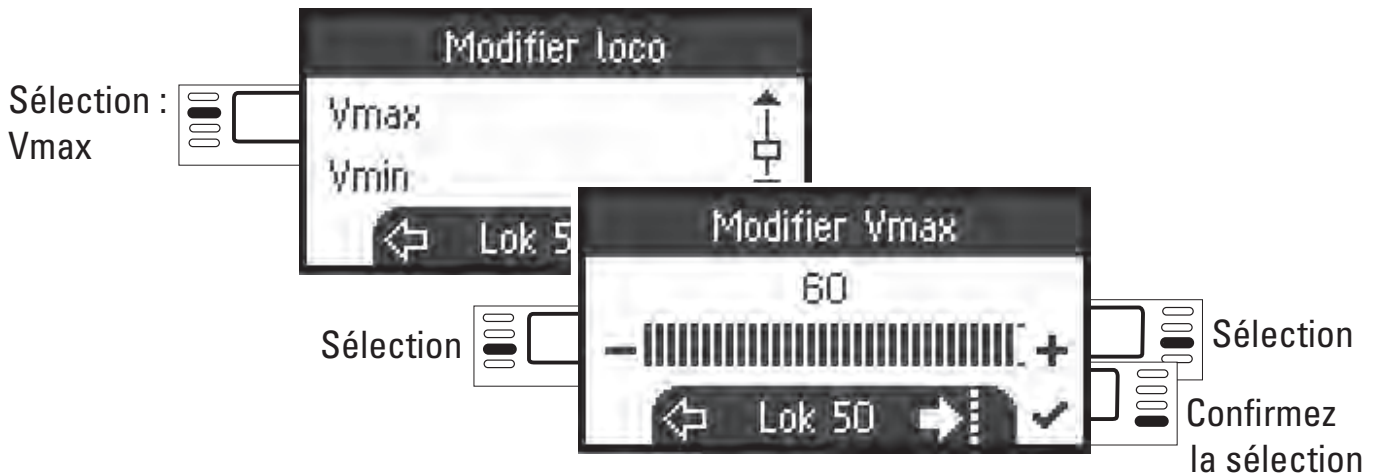 Modifier loco
Sélection :
Vmax
Vmax
Vmin
Lok 5
Modifier Vmax
60
Sélection
− +
Sélection
Lok 50
Confirmez
la sélection